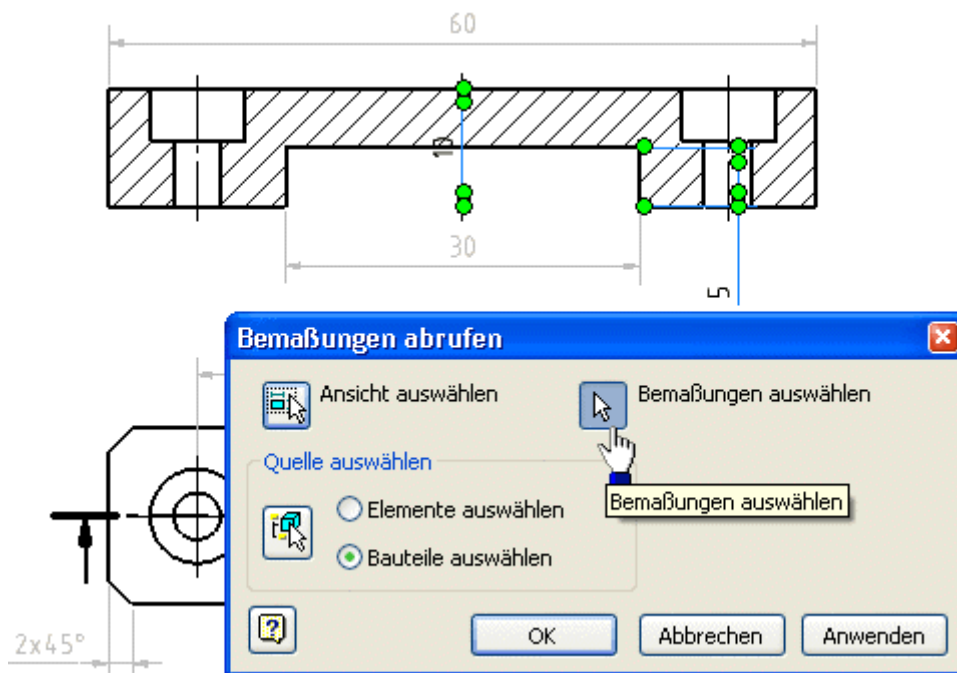 60
10
30
5
Bemaßungen abrufen
Ansicht auswählen
Bemaßungen auswählen
Quelle auswählen
Elemente auswählen
Bemaßungen auswählen
Bauteile auswählen
2x45°
?
OK
Abbrechen
Anwenden